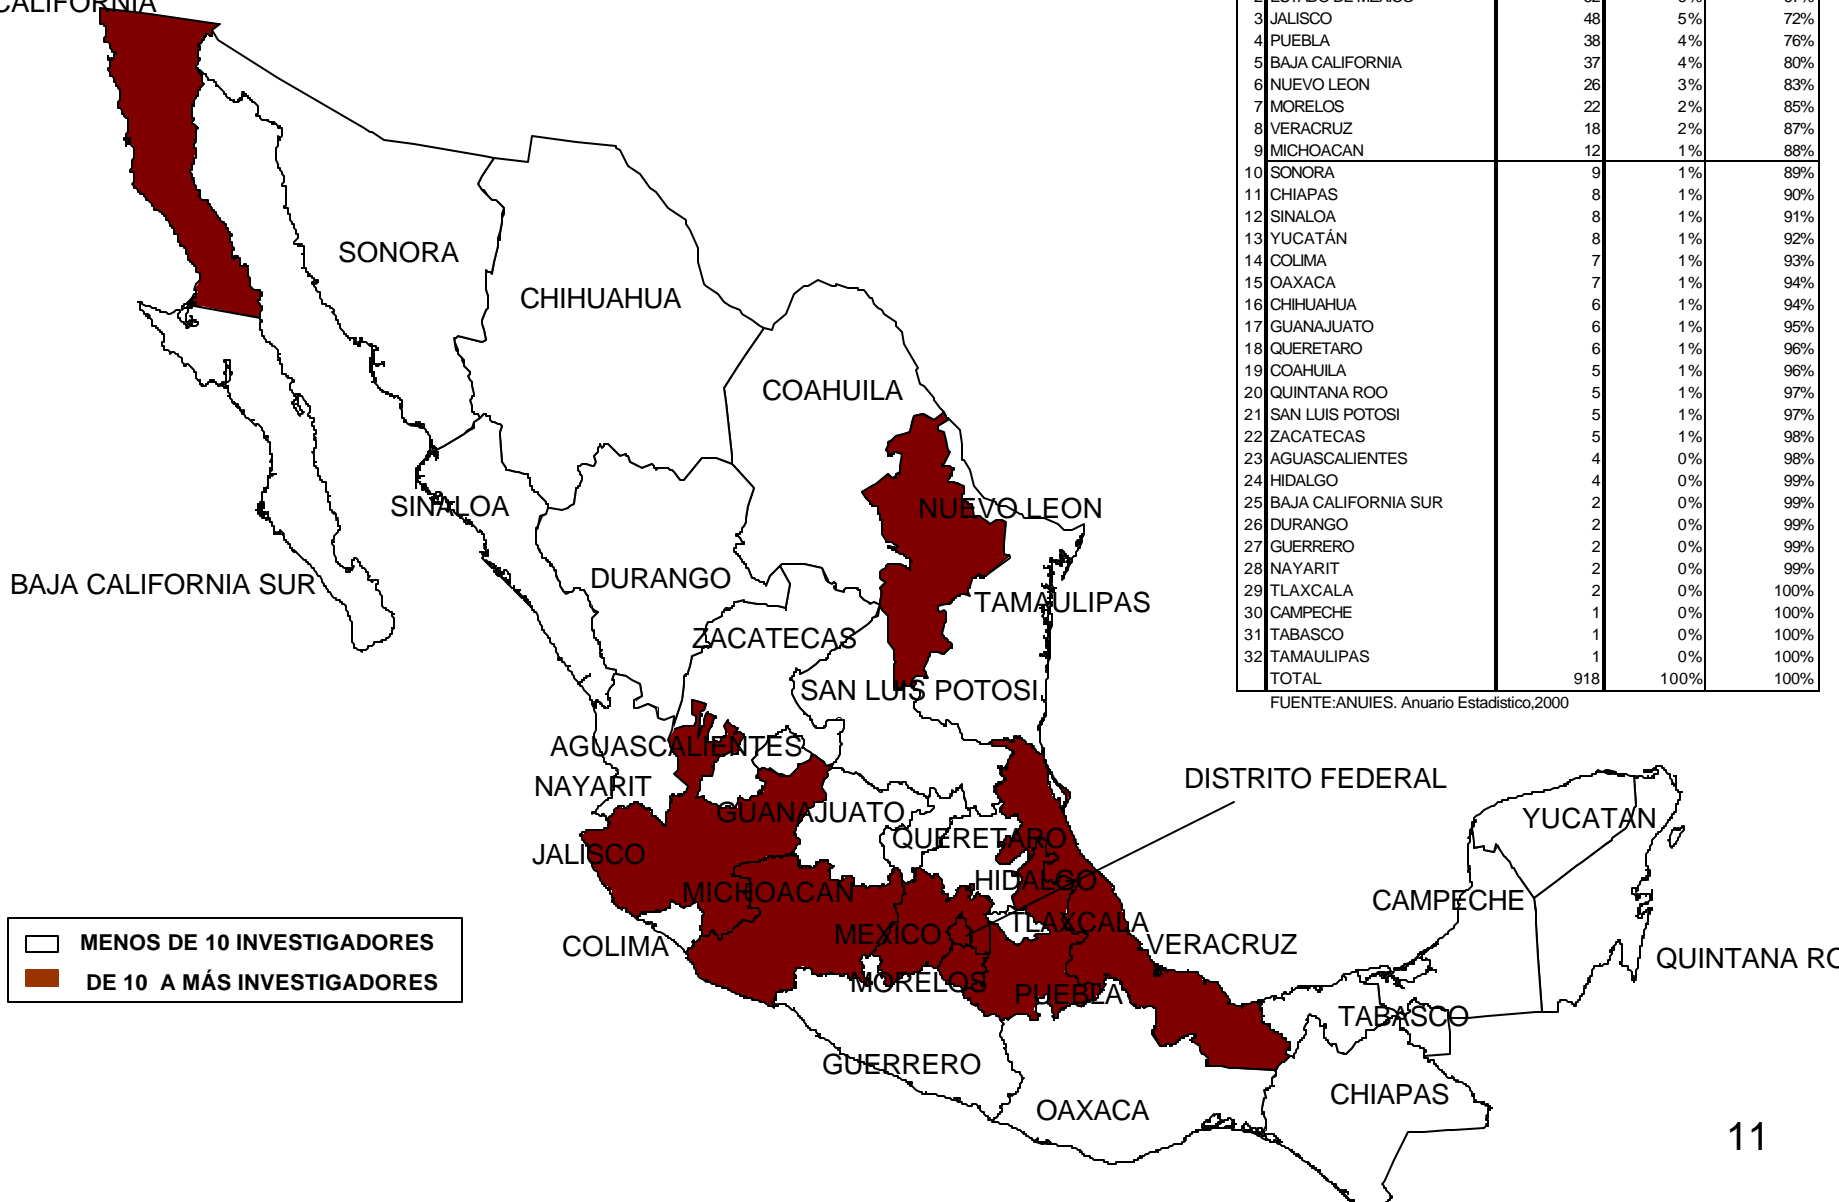 CALIFORNIA
2 ESTADO DE MEXICO 52 6% 67%
3 JALISCO 48 5% 72%
4 PUEBLA 38 4% 76%
5 BAJA CALIFORNIA 37 4% 80%
6 NUEVO LEON 26 3% 83%
7 MORELOS 22 2% 85%
8 VERACRUZ 18 2% 87%
9 MICHOACAN 12 1% 88%
10 SONORA 9 1% 89%
11 CHIAPAS 8 1% 90%
12 SINALOA 8 1% 91%
13 YUCATÁN 8 1% 92%
14 COLIMA 7 1% 93%
15 OAXACA 7 1% 94%
16 CHIHUAHUA 6 1% 94%
17 GUANAJUATO 6 1% 95%
18 QUERETARO 6 1% 96%
19 COAHUILA 5 1% 96%
20 QUINTANA ROO 5 1% 97%
21 SAN LUIS POTOSI 5 1% 97%
22 ZACATECAS 5 1% 98%
23 AGUASCALIENTES 4 0% 98%
24 HIDALGO 4 0% 99%
25 BAJA CALIFORNIA SUR 2 0% 99%
26 DURANGO 2 0% 99%
27 GUERRERO 2 0% 99%
28 NAYARIT 2 0% 99%
29 TLAXCALA 2 0% 100%
30 CAMPECHE 1 0% 100%
31 TABASCO 1 0% 100%
32 TAMAULIPAS 1 0% 100%
TOTAL 918 100% 100%
FUENTE:ANUIES. Anuario Estadistico,2000
SONORA
CHIHUAHUA
COAHUILA
SINALOA
NUEVO LEON
BAJA CALIFORNIA SUR
DURANGO
TAMAULIPAS
ZACATECAS
SAN LUIS POTOSI
AGUASCALIENTES
NAYARIT
DISTRITO FEDERAL
GUANAJUATO
YUCATAN
QUERETARO
JALISCO
HIDALGO
MICHOACAN
CAMPECHE
TLAXCALA
MEXICO
COLIMA
VERACRUZ
QUINTANA RO
MORELOS
PUEBLA
TABASCO
GUERRERO
CHIAPAS
OAXACA
MENOS DE 10 INVESTIGADORES
DE 10 A MÁS INVESTIGADORES
11